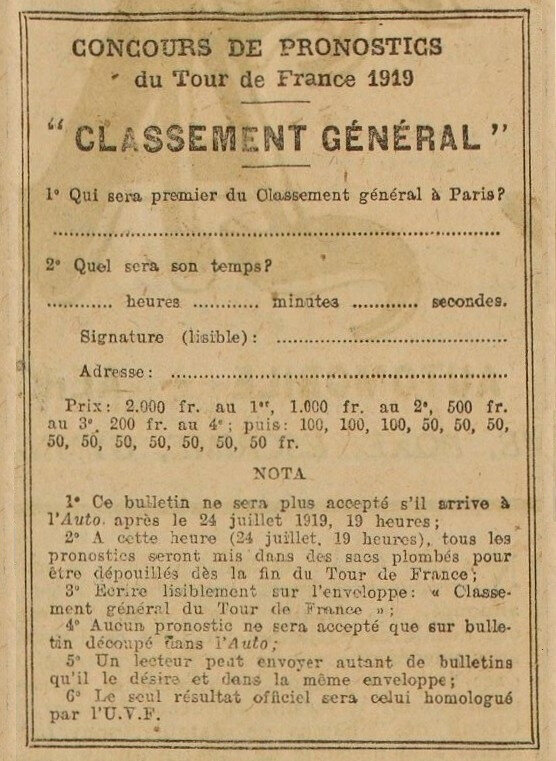 CONCOURS DE PRONOSTICS
du Tour de France 1919
" CLASSEMENT GÉNÉRAL "
1° Qui sera premier du Classement général à Paris?
..........................................................
2° Quel sera son temps?
........... heures ........... minutes ........... secondes.
Signature (lisible): ........................................
Adresse: ..........................................................
Prix: 2.000 fr. au 1er, 1.000 fr. au 2e, 500 fr.
au 3e, 200 fr. au 4e; puis: 100, 100, 100, 50, 50, 50,
50, 50, 50, 50, 50, 50, 50 fr.
NOTA
1° Ce bulletin ne sera plus accepté s'il arrive à
l'Auto après le 24 juillet 1919, 19 heures;
2° A cette heure (24 juillet, 19 heures), tous les
pronostics seront mis dans des sacs plombés pour
être dépouillés dès la fin du Tour de France;
3° Ecrire lisiblement sur l'enveloppe: « Classe-
ment général du Tour de France »;
4° Aucun pronostic ne sera accepté que sur bulle-
tin découpé dans l'Auto;
5° Un lecteur peut envoyer autant de bulletins
qu'il le désire et dans la même enveloppe;
6° Le seul résultat officiel sera celui homologué
par l'U.V.F.